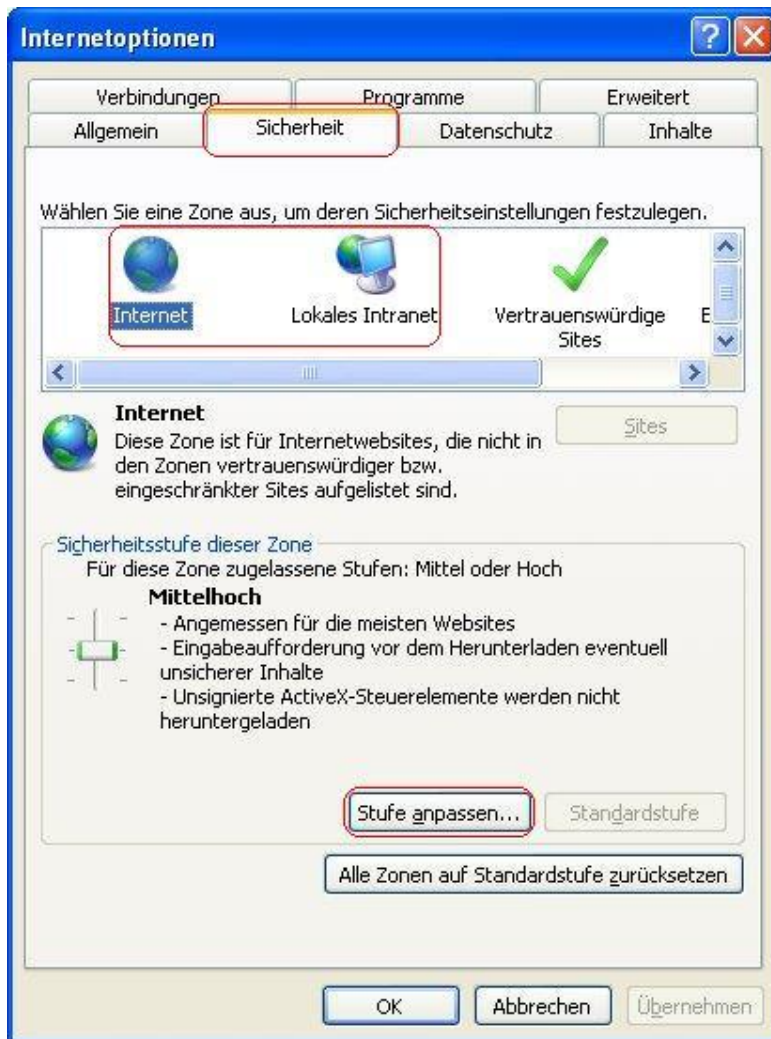 Internetoptionen
Verbindungen Programme Erweitert
Allgemein Sicherheit Datenschutz Inhalte
Wählen Sie eine Zone aus, um deren Sicherheitseinstellungen festzulegen.
Internet Lokales Intranet Vertrauenswürdige E
Sites
Internet
Sites
Diese Zone ist für Internetwebsites, die nicht in
den Zonen vertrauenswürdiger bzw.
eingeschränkter Sites aufgelistet sind.
Sicherheitsstufe dieser Zone
Für diese Zone zugelassene Stufen: Mittel oder Hoch
Mittelhoch
- Angemessen für die meisten Websites
- Eingabeaufforderung vor dem Herunterladen eventuell
unsicherer Inhalte
- Unsignierte ActiveX-Steuerelemente werden nicht
heruntergeladen
Stufe anpassen... Standardstufe
Alle Zonen auf Standardstufe zurücksetzen
OK Abbrechen Übernehmen